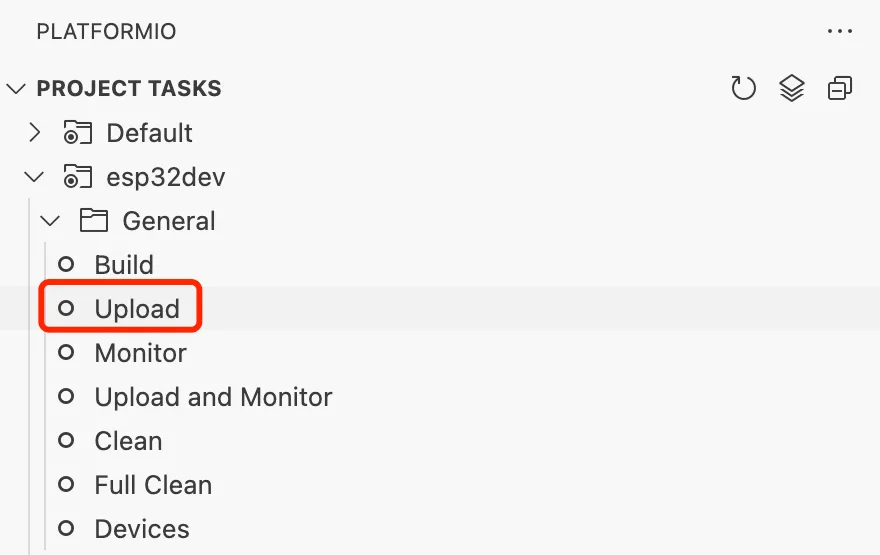 PLATFORMIO
PROJECT TASKS
Default
esp32dev
General
Build
Upload
Monitor
Upload and Monitor
Clean
Full Clean
Devices